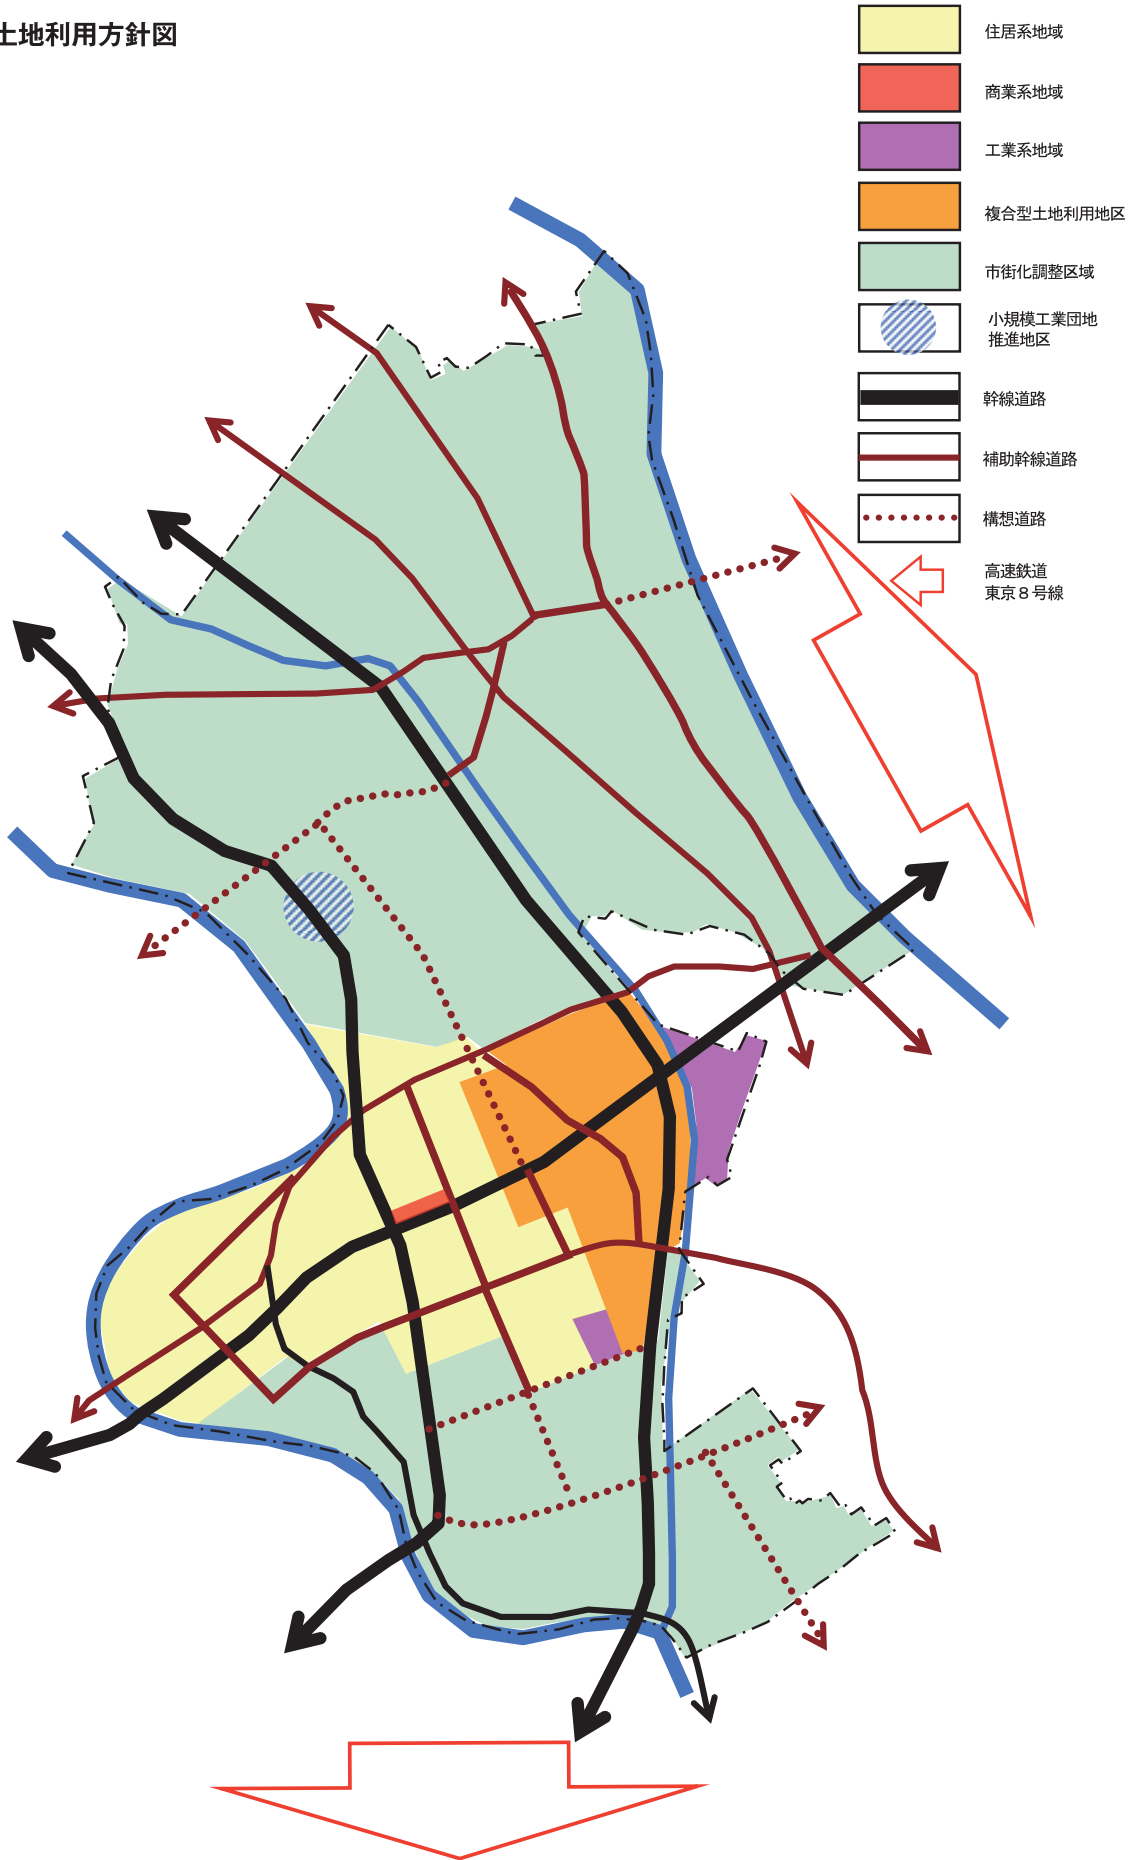 土地利用方針図
住居系地域
商業系地域
工業系地域
複合型土地利用地区
市街化調整区域
小規模工業団地
推進地区
幹線道路
補助幹線道路
構想道路
高速鉄道
東京８号線